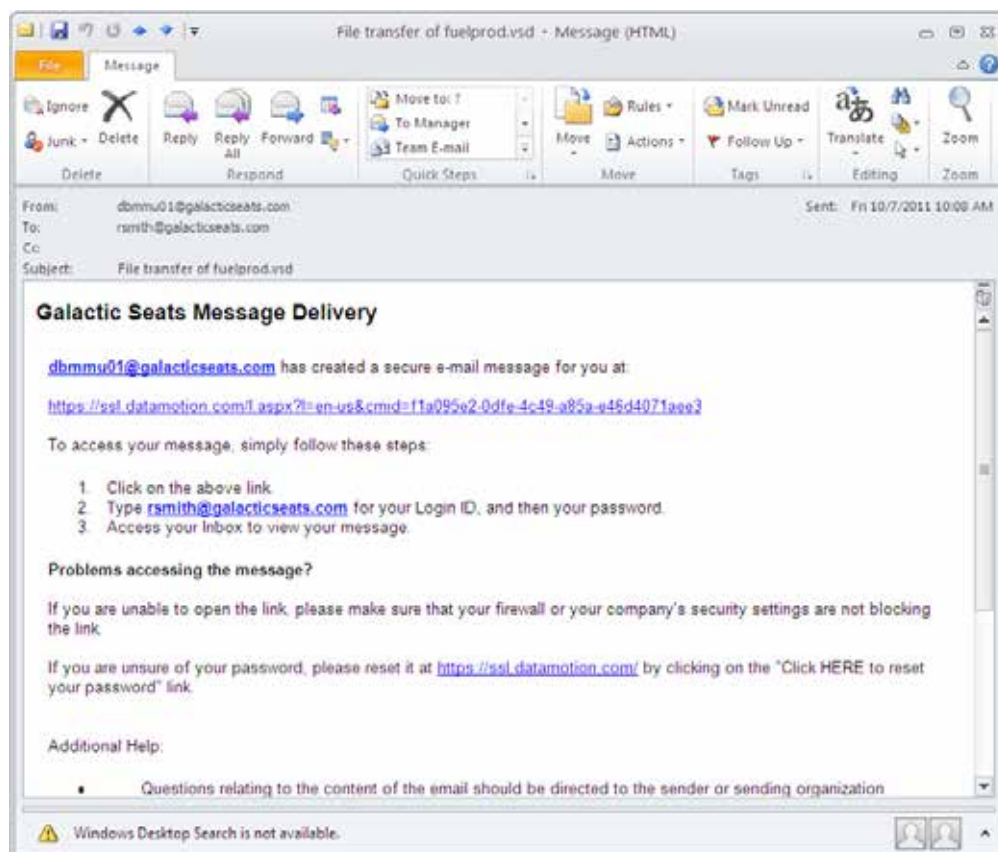 File transfer of fuelprod.vsd - Message (HTML)
File Message
Ignore
Junk
Delete
Reply
Reply All
Forward
Move to: ?
To Manager
Team E-mail
Move
Rules
Actions
Mark Unread
Follow Up
Translate
Zoom
Delete Respond Quick Steps Move Tags Editing Zoom
From: dbmmu01@galacticseats.com Sent: Fri 10/7/2011 10:08 AM
To: rsmith@galacticseats.com
Cc:
Subject: File transfer of fuelprod.vsd
Galactic Seats Message Delivery
dbmmu01@galacticseats.com has created a secure e-mail message for you at:
https://ssl.datamotion.com/l.aspx?l=en-us&cmid=f1a095e2-0dfe-4c49-a85a-e46d4071aee3
To access your message, simply follow these steps:
1. Click on the above link.
2. Type rsmith@galacticseats.com for your Login ID, and then your password.
3. Access your Inbox to view your message.
Problems accessing the message?
If you are unable to open the link, please make sure that your firewall or your company's security settings are not blocking
the link.
If you are unsure of your password, please reset it at https://ssl.datamotion.com/ by clicking on the "Click HERE to reset
your password" link.
Additional Help:
• Questions relating to the content of the email should be directed to the sender or sending organization
Windows Desktop Search is not available.